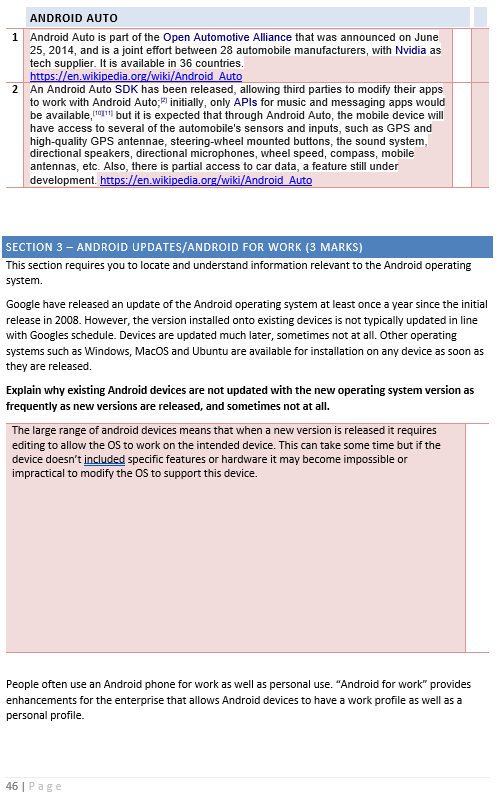 ANDROID AUTO
1 Android Auto is part of the Open Automotive Alliance that was announced on June
25, 2014, and is a joint effort between 28 automobile manufacturers, with Nvidia as
tech supplier. It is available in 36 countries.
https://en.wikipedia.org/wiki/Android_Auto
2 An Android Auto SDK has been released, allowing third parties to modify their apps
to work with Android Auto;[2] initially, only APIs for music and messaging apps would
be available,[10][11] but it is expected that through Android Auto, the mobile device will
have access to several of the automobile's sensors and inputs, such as GPS and
high-quality GPS antennae, steering-wheel mounted buttons, the sound system,
directional speakers, directional microphones, wheel speed, compass, mobile
antennas, etc. Also, there is partial access to car data, a feature still under
development. https://en.wikipedia.org/wiki/Android_Auto
SECTION 3 – ANDROID UPDATES/ANDROID FOR WORK (3 MARKS)
This section requires you to locate and understand information relevant to the Android operating
system.
Google have released an update of the Android operating system at least once a year since the initial
release in 2008. However, the version installed onto existing devices is not typically updated in line
with Googles schedule. Devices are updated much later, sometimes not at all. Other operating
systems such as Windows, MacOS and Ubuntu are available for installation on any device as soon as
they are released.
Explain why existing Android devices are not updated with the new operating system version as
frequently as new versions are released, and sometimes not at all.
The large range of android devices means that when a new version is released it requires
editing to allow the OS to work on the intended device. This can take some time but if the
device doesn't included specific features or hardware it may become impossible or
impractical to modify the OS to support this device.
People often use an Android phone for work as well as personal use. “Android for work” provides
enhancements for the enterprise that allows Android devices to have a work profile as well as a
personal profile.
46 | Page